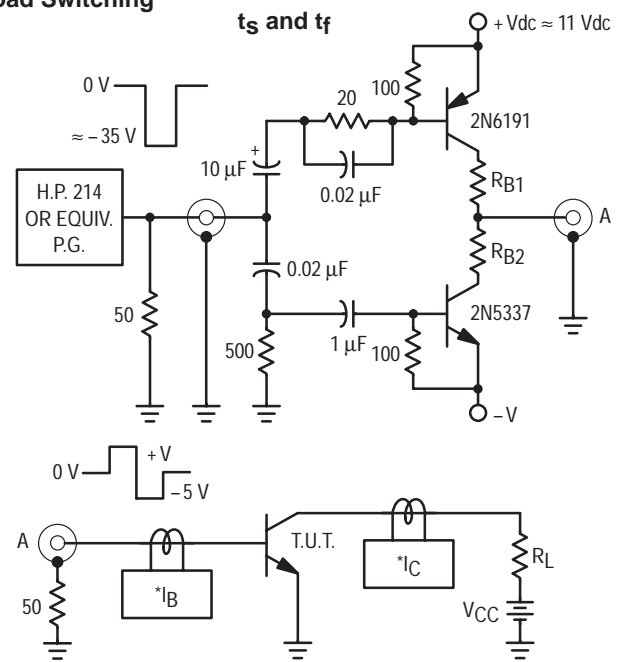 oad Switching
ts and tf
+ Vdc ≈ 11 Vdc
0 V
≈ – 35 V
100
20
2N6191
+
10 µF
0.02 µF
RB1
H.P. 214
OR EQUIV.
P.G.
A
RB2
0.02 µF
50
2N5337
500
1 µF
100
– V
+ V
0 V
– 5 V
A
T.U.T.
*IB
*IC
RL
50
VCC